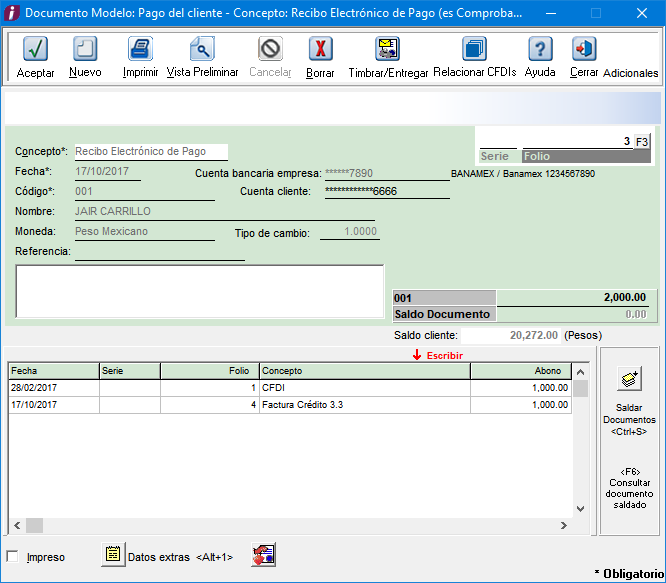 Documento Modelo: Pago del cliente - Concepto: Recibo Electrónico de Pago (es Comproba...
Aceptar Nuevo Imprimir Vista Preliminar Cancelar Borrar Timbrar/Entregar Relacionar CFDIs Ayuda Cerrar Adicionales
3 F3
Serie Folio
Concepto*: Recibo Electrónico de Pago
Fecha*: 17/10/2017 Cuenta bancaria empresa: ******7890 BANAMEX / Banamex 1234567890
Código*: 001 Cuenta cliente: ************6666
Nombre: JAIR CARRILLO
Moneda: Peso Mexicano Tipo de cambio: 1.0000
Referencia:
001 2,000.00
Saldo Documento 0.00
Saldo cliente: 20,272.00 (Pesos)
Escribir
Fecha Serie Folio Concepto Abono
28/02/2017 1 CFDI 1,000.00
17/10/2017 4 Factura Crédito 3.3 1,000.00
Saldar
Documentos
<Ctrl+S>
<F6>
Consultar
documento
saldado
Impreso Datos extras <Alt+1>
* Obligatorio